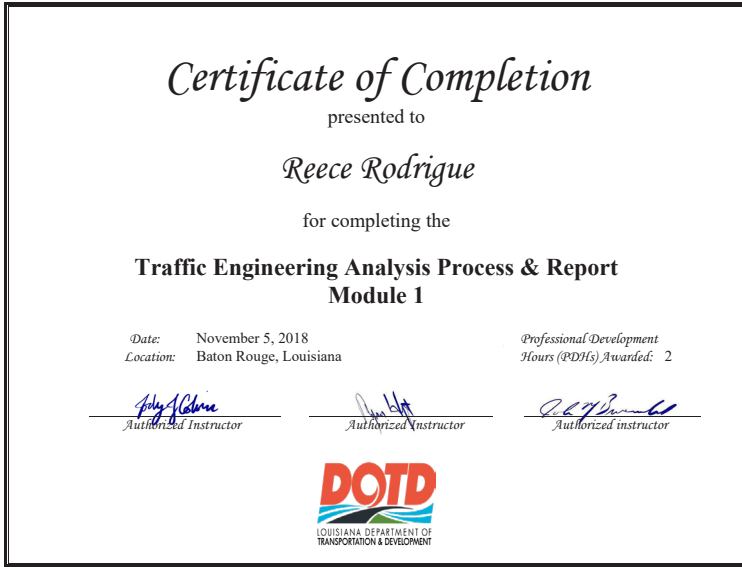 Certificate of Completion
presented to
Reece Rodrigue
for completing the
Traffic Engineering Analysis Process & Report
Module 1
Date: November 5, 2018
Location: Baton Rouge, Louisiana
Professional Development
Hours (PDHs) Awarded: 2
Authorized Instructor
Authorized Instructor
Authorized instructor
DOTD
LOUISIANA DEPARTMENT OF
TRANSPORTATION & DEVELOPMENT